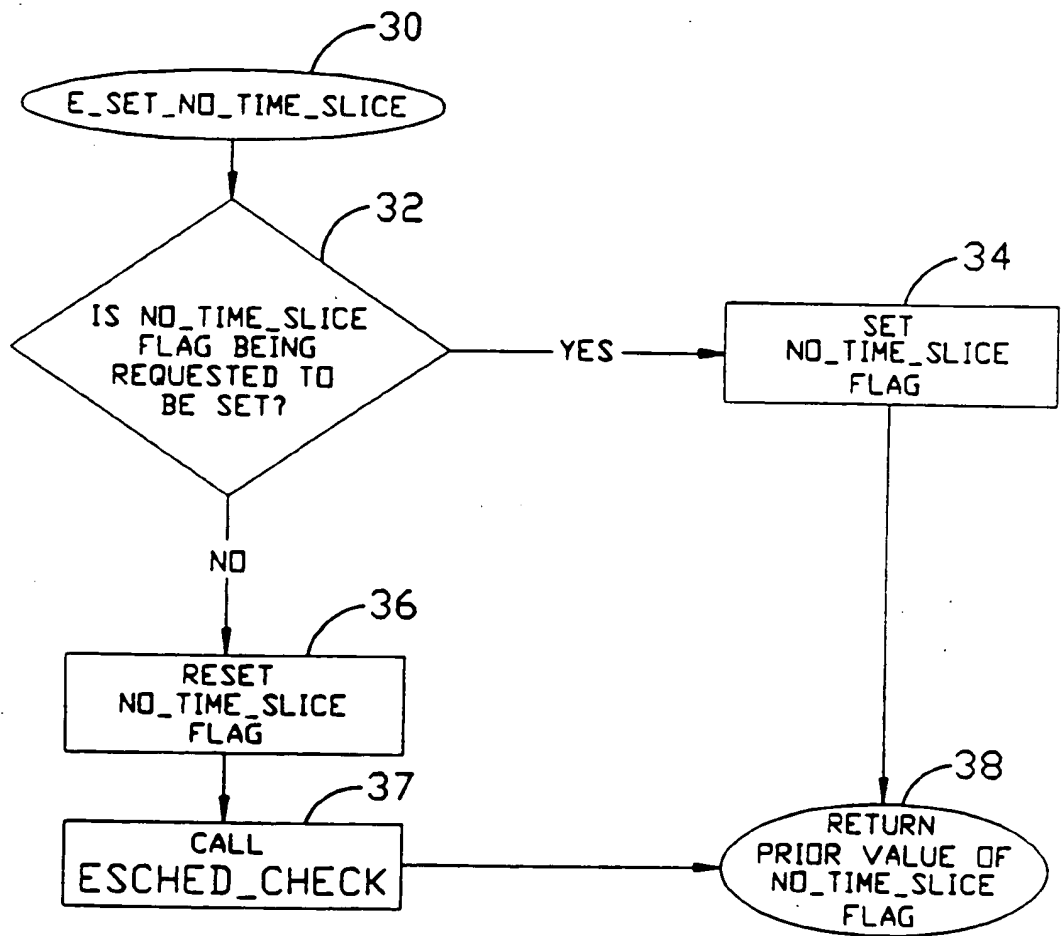 30
E_SET_NO_TIME_SLICE
32
IS NO_TIME_SLICE
FLAG BEING
REQUESTED TO
BE SET?
YES
34
SET
NO_TIME_SLICE
FLAG
NO
36
RESET
NO_TIME_SLICE
FLAG
37
CALL
ESCHED_CHECK
38
RETURN
PRIOR VALUE OF
NO_TIME_SLICE
FLAG